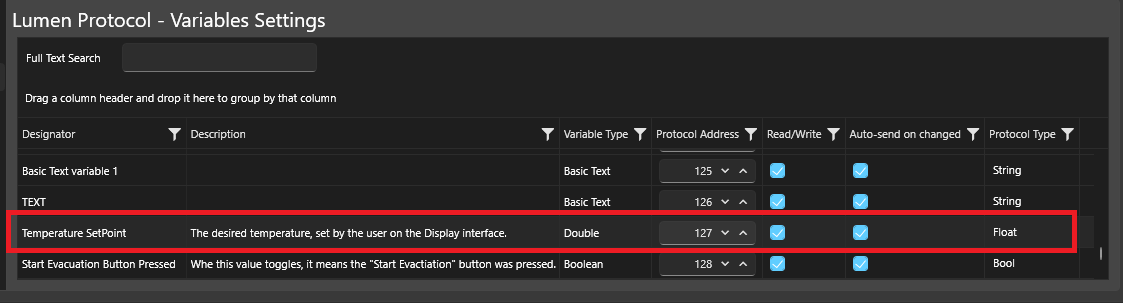 Lumen Protocol - Variables Settings
Full Text Search
Drag a column header and drop it here to group by that column
Designator Description Variable Type Protocol Address Read/Write Auto-send on changed Protocol Type
Basic Text variable 1 Basic Text 125 String
TEXT Basic Text 126 String
Temperature SetPoint The desired temperature, set by the user on the Display interface. Double 127 Float
Start Evacuation Button Pressed Whe this value toggles, it means the "Start Evactiation" button was pressed. Boolean 128 Bool